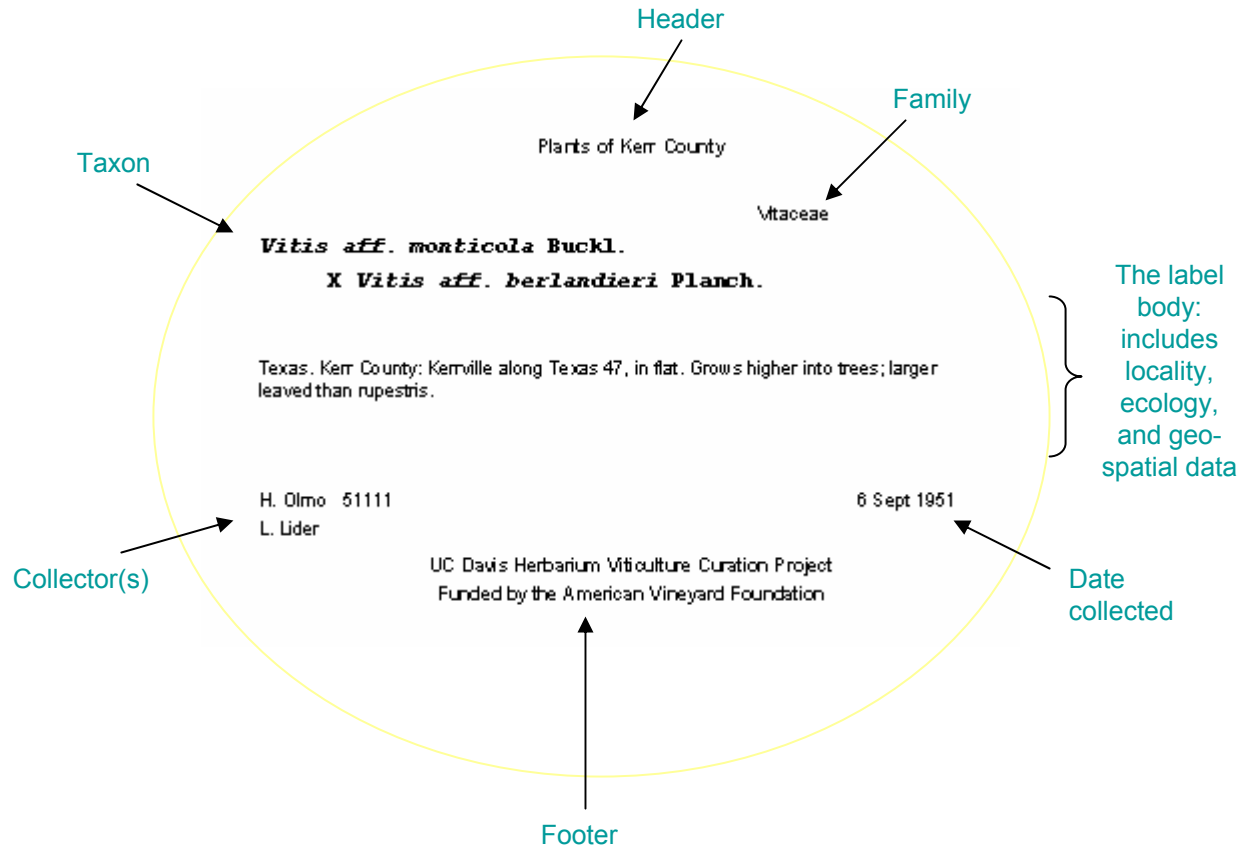 Header
Family
Plants of Kerr County
Taxon
Vitaceae
Vitis aff. monticola Buckl.
X Vitis aff. berlandieri Planch.
The label
body:
includes
locality,
ecology,
and geo-
spatial data
Texas. Kerr County: Kerrville along Texas 47, in flat. Grows higher into trees; larger
leaved than rupestris.
H. Olmo 51111
6 Sept 1951
L. Lider
UC Davis Herbarium Viticulture Curation Project
Funded by the American Vineyard Foundation
Collector(s)
Date
collected
Footer